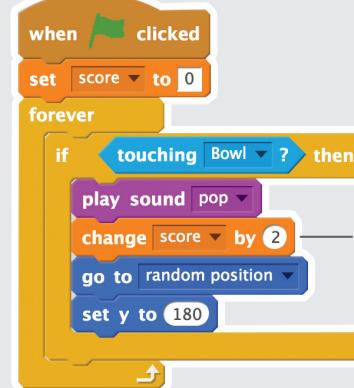 when clicked
set score to 0
forever
if touching Bowl ? then
play sound pop
change score by 2
go to random position
set y to 180